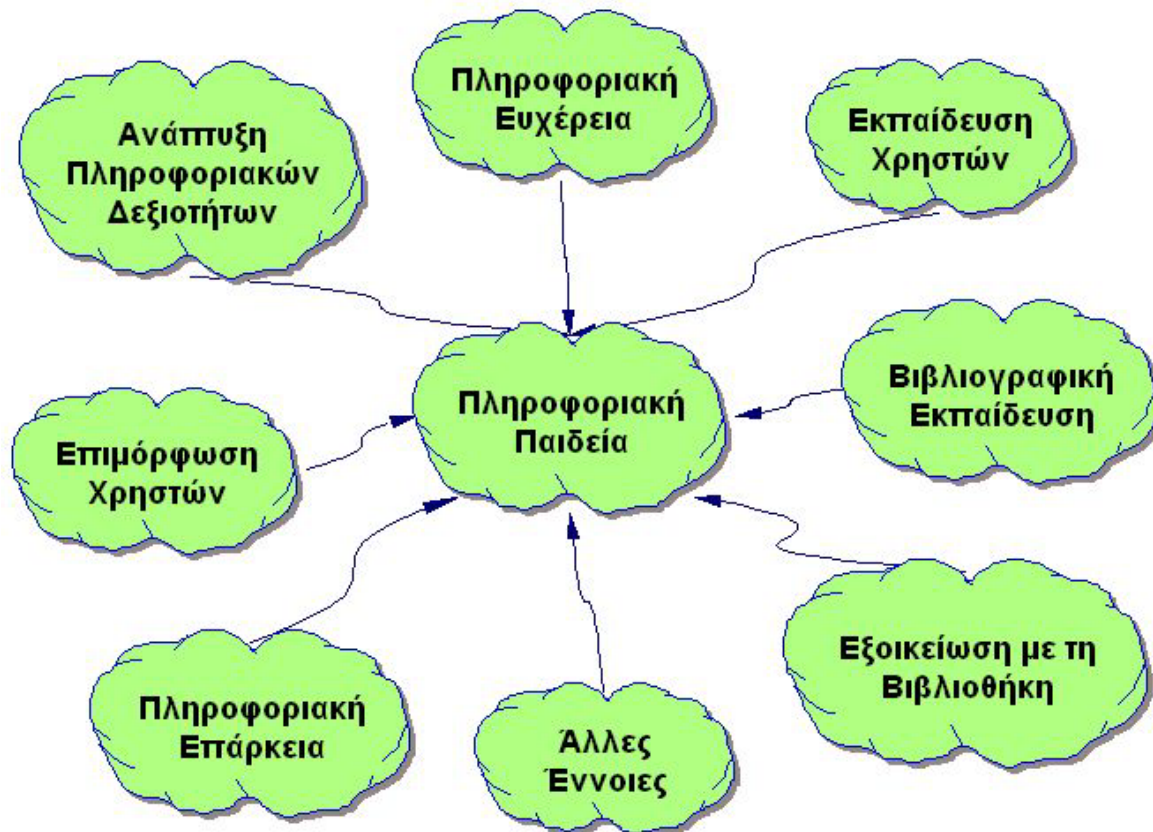 Πληροφοριακή
Ευχέρεια
Ανάπτυξη
Πληροφοριακών
Δεξιοτήτων
Εκπαίδευση
Χρηστών
Πληροφοριακή
Παιδεία
Βιβλιογραφική
Εκπαίδευση
Επιμόρφωση
Χρηστών
Εξοικείωση με τη
Βιβλιοθήκη
Πληροφοριακή
Επάρκεια
Άλλες
Έννοιες